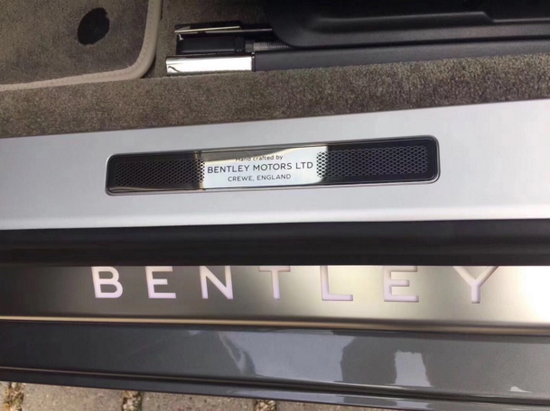 Hand crafted by
BENTLEY MOTORS LTD
CREWE, ENGLAND
BENTLEY